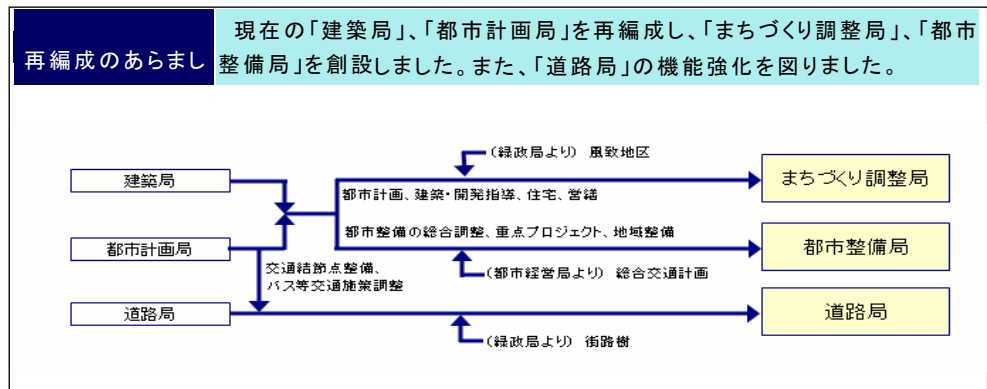 再編成のあらまし
現在の「建築局」、「都市計画局」を再編成し、「まちづくり調整局」、「都市
整備局」を創設しました。また、「道路局」の機能強化を図りました。
(緑政局より) 風致地区
建築局
まちづくり調整局
都市計画、建築・開発指導、住宅、営繕
都市整備の総合調整、重点プロジェクト、地域整備
都市計画局
都市整備局
交通結節点整備、
バス等交通施策調整
(都市経営局より) 総合交通計画
道路局
道路局
(緑政局より) 街路樹